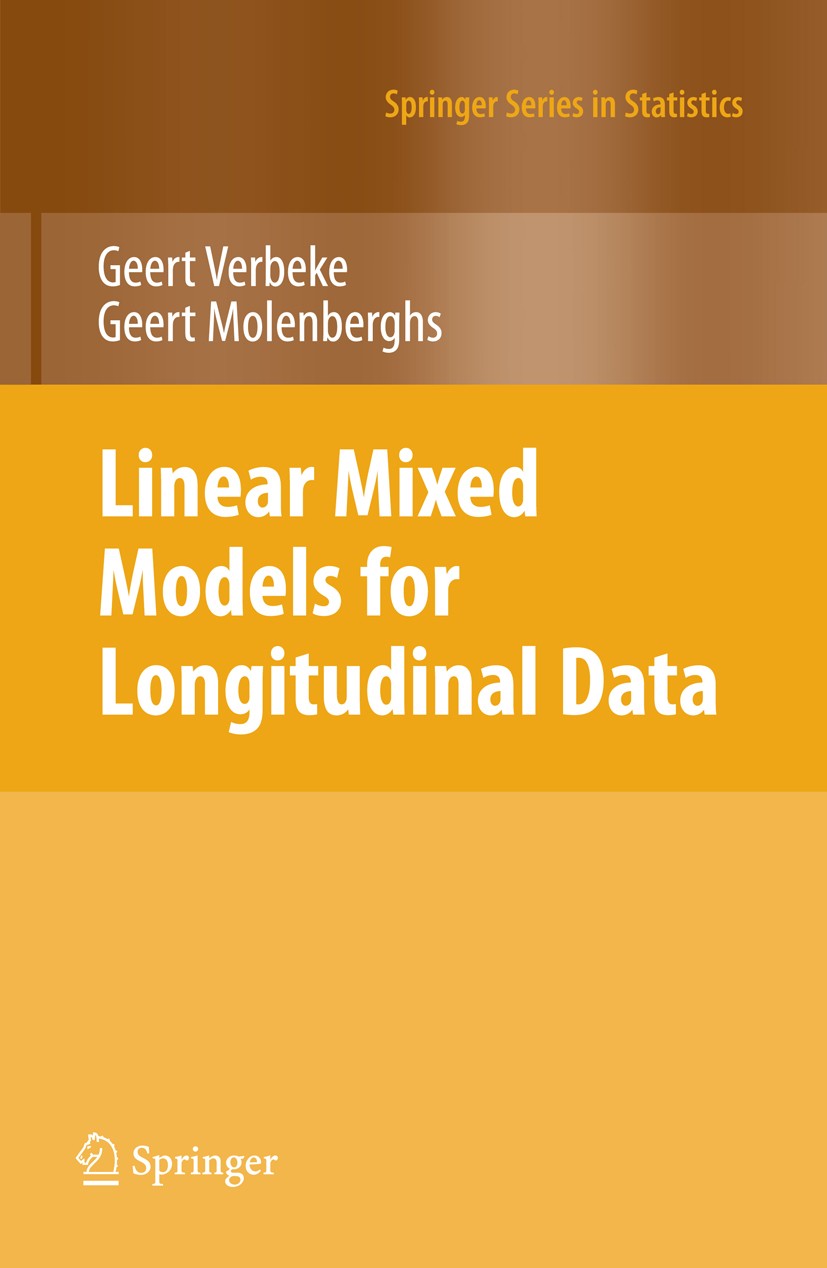 Springer Series in Statistics
Geert Verbeke
Geert Molenberghs
Linear Mixed
Models for
Longitudinal Data
Springer